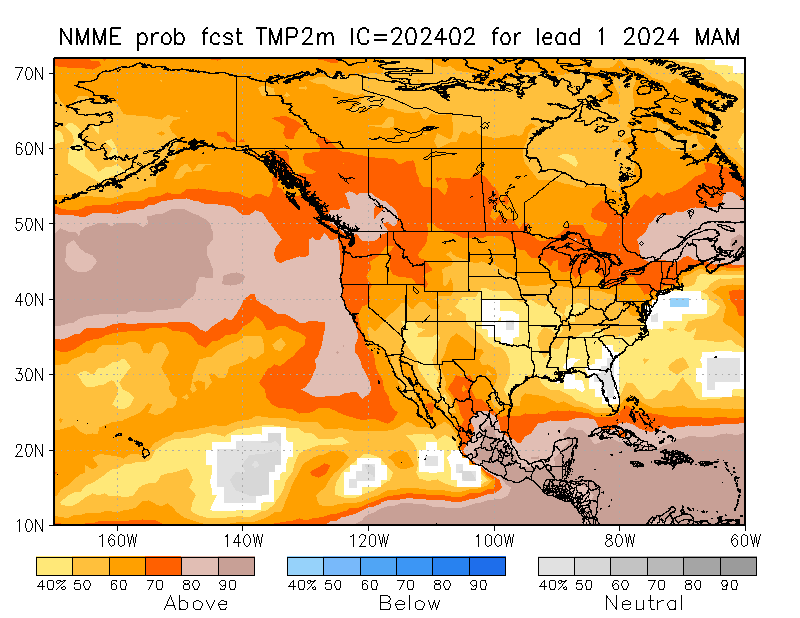 NMME prob fcst TMP2m IC=202402 for lead 1 2024 MAM
70N
60N
50N
40N
30N
20N
10N
160W 140W 120W 100W 80W 60W
40% 50 60 70 80 90 40% 50 60 70 80 90 40% 50 60 70 80 90
Above Below Neutral